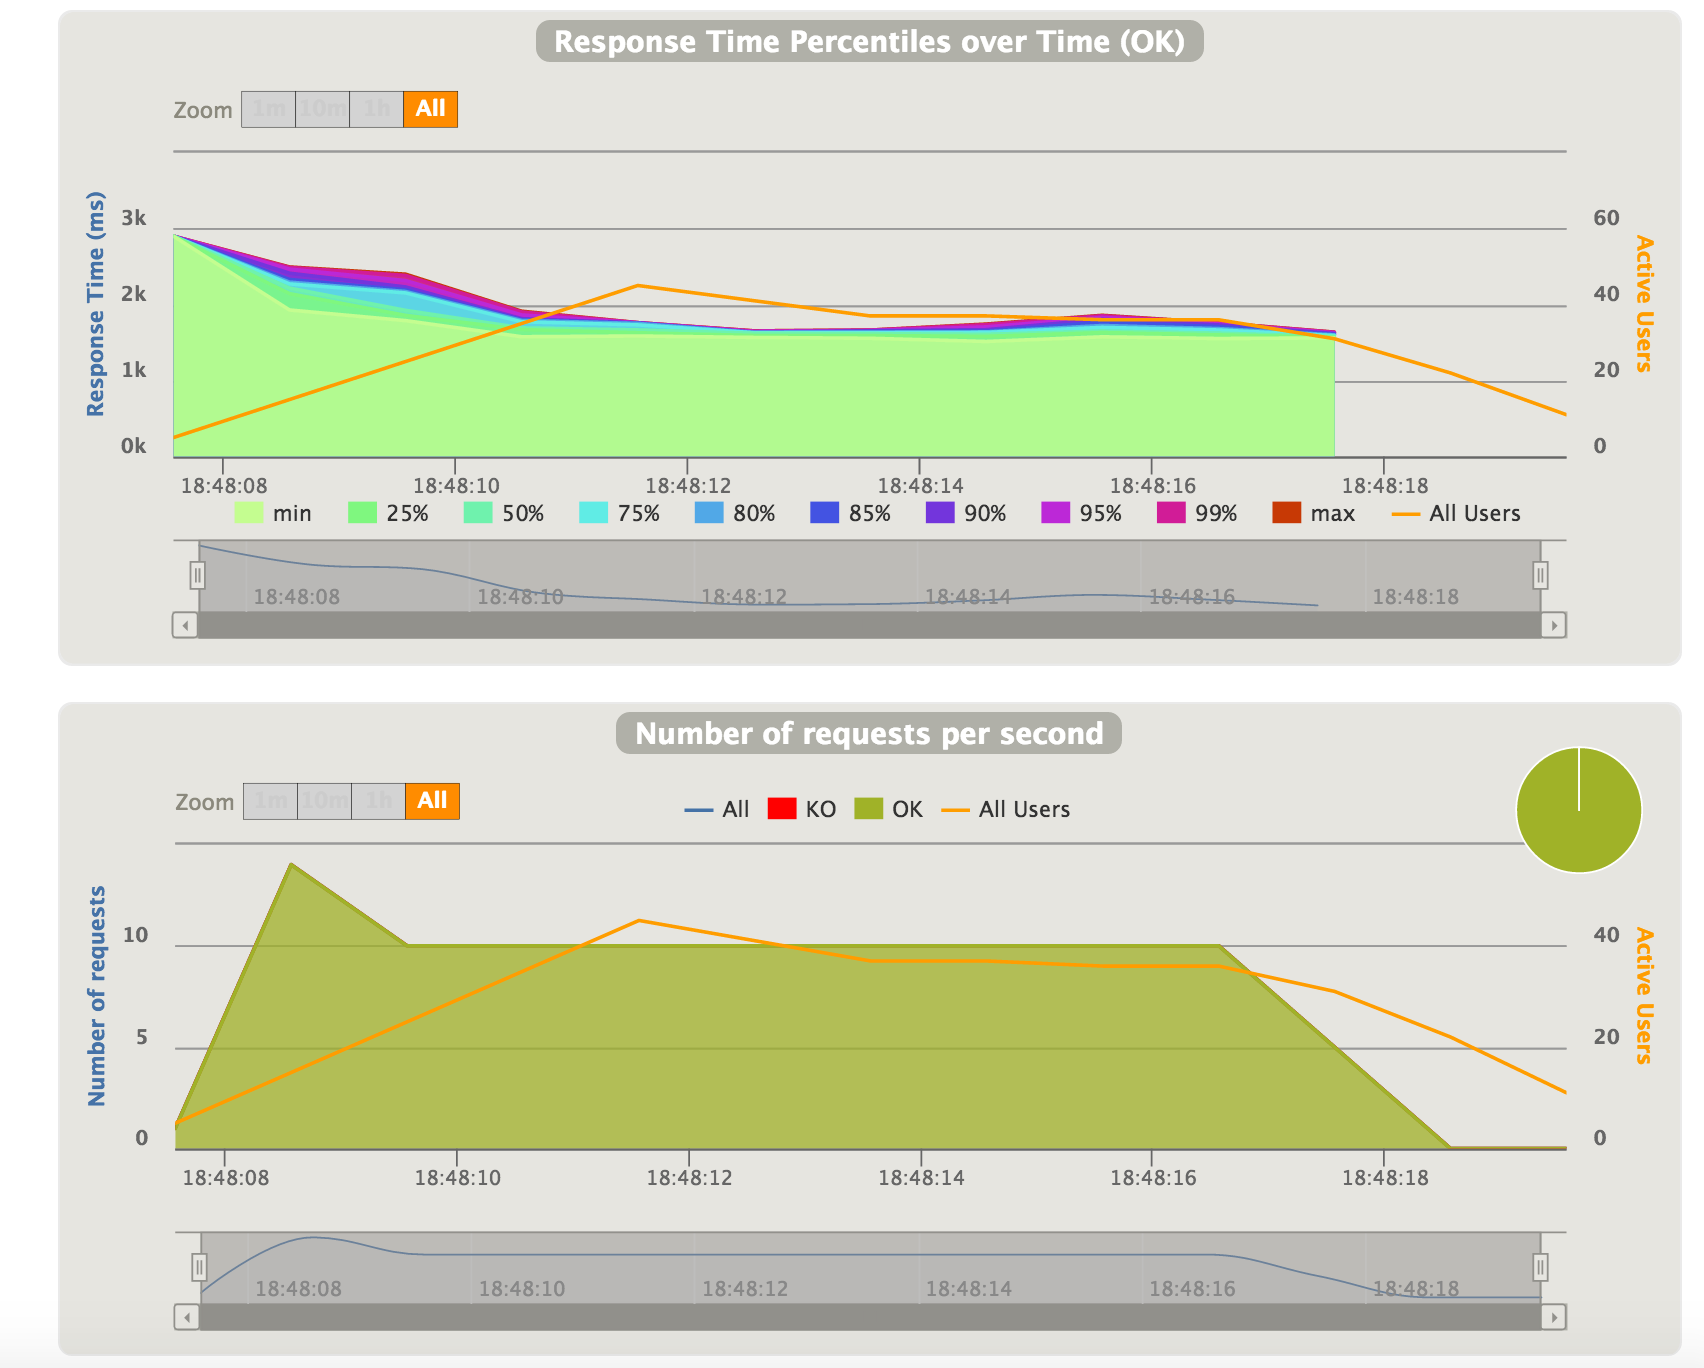 Response Time Percentiles over Time (OK)
Zoom 1m 10m 1h All
Response Time (ms)
3k
2k
1k
0k
60
40
20
0
Active Users
18:48:08 18:48:10 18:48:12 18:48:14 18:48:16 18:48:18
min 25% 50% 75% 80% 85% 90% 95% 99% max All Users
18:48:08 18:48:10 18:48:12 18:48:14 18:48:16 18:48:18
Number of requests per second
Zoom 1m 10m 1h All
All KO OK All Users
Number of requests
10
5
0
40
20
0
Active Users
18:48:08 18:48:10 18:48:12 18:48:14 18:48:16 18:48:18
18:48:08 18:48:10 18:48:12 18:48:14 18:48:16 18:48:18